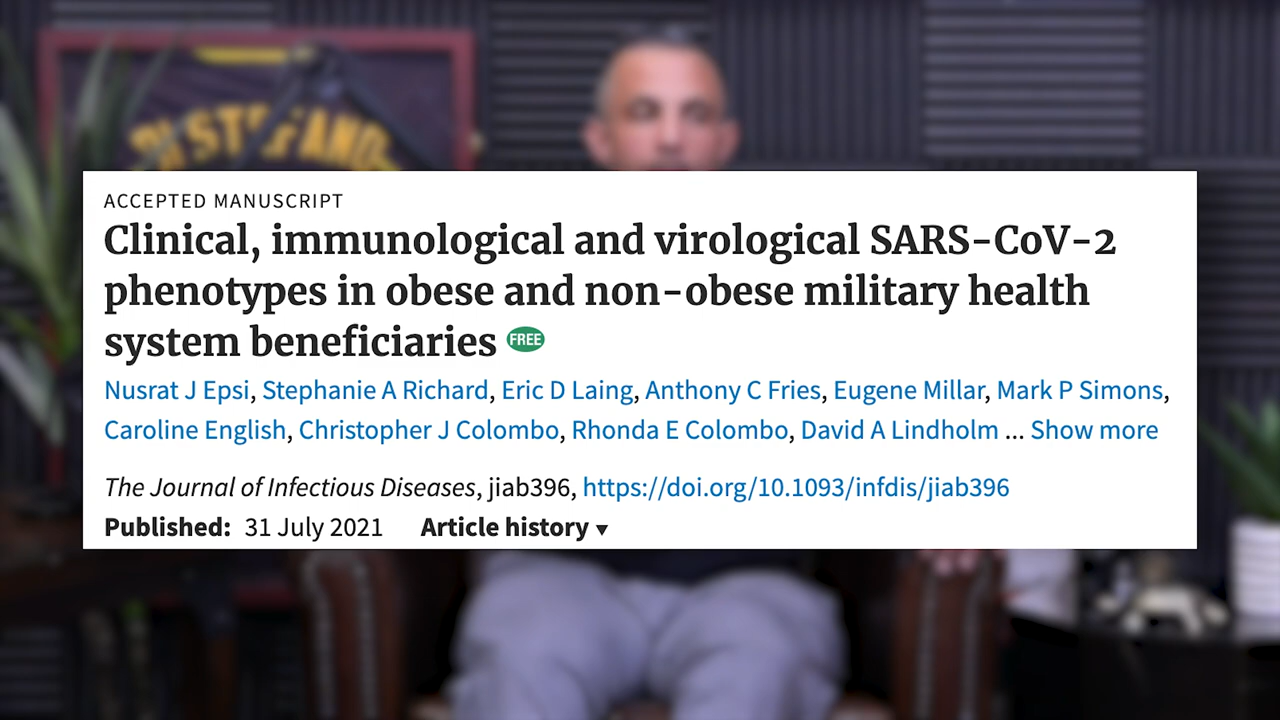 DI STEFANO
ACCEPTED MANUSCRIPT
Clinical, immunological and virological SARS-CoV-2
phenotypes in obese and non-obese military health
system beneficiaries FREE
Nusrat J Epsi, Stephanie A Richard, Eric D Laing, Anthony C Fries, Eugene Millar, Mark P Simons,
Caroline English, Christopher J Colombo, Rhonda E Colombo, David A Lindholm ... Show more
The Journal of Infectious Diseases, jiab396, https://doi.org/10.1093/infdis/jiab396
Published: 31 July 2021 Article history ▼